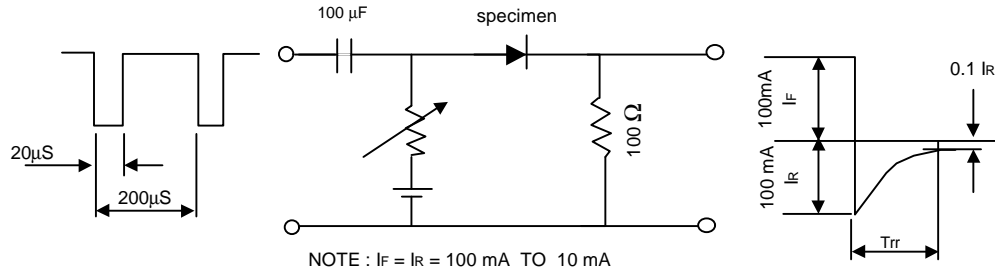 20µS
200µS
100 µF
specimen
100 Ω
NOTE : IF = IR = 100 mA TO 10 mA
100mA
IF
100 mA
IR
0.1 IR
Trr